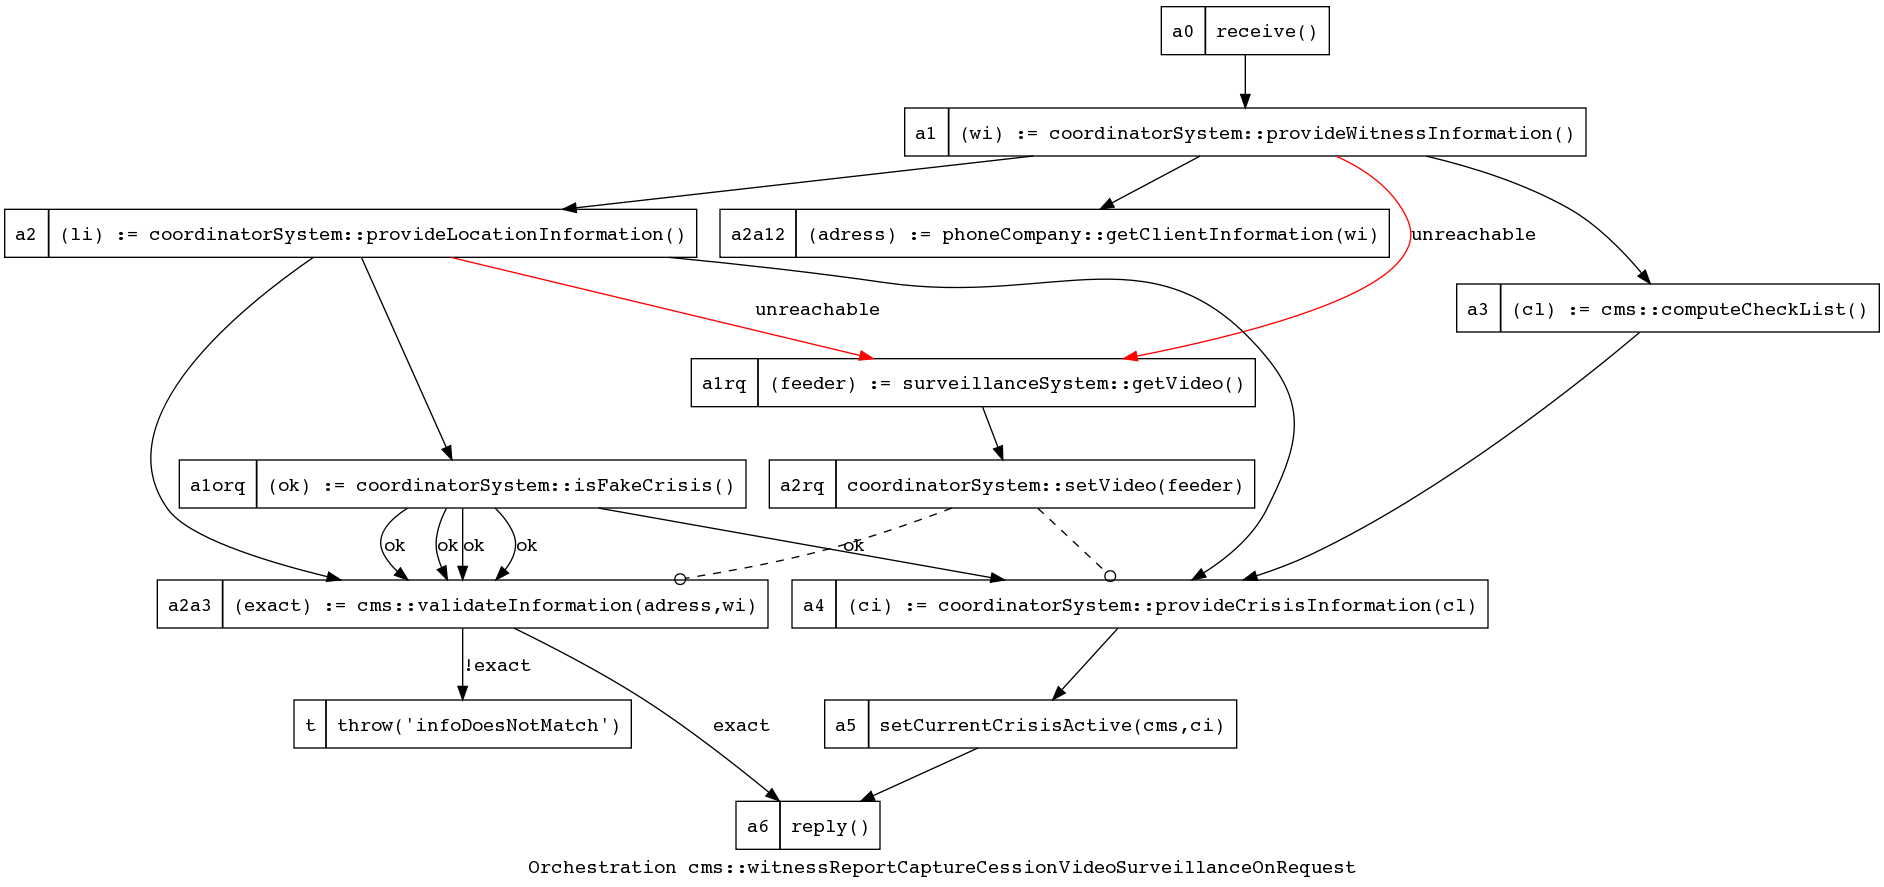 a0 receive()
a1 (wi) := coordinatorSystem::provideWitnessInformation()
a2 (li) := coordinatorSystem::provideLocationInformation()
a2a12 (adress) := phoneCompany::getClientInformation(wi)
unreachable
a3 (cl) := cms::computeCheckList()
unreachable
a1rq (feeder) := surveillanceSystem::getVideo()
a1orq (ok) := coordinatorSystem::isFakeCrisis()
a2rq coordinatorSystem::setVideo(feeder)
ok ok ok ok ok
a2a3 (exact) := cms::validateInformation(adress,wi)
a4 (ci) := coordinatorSystem::provideCrisisInformation(cl)
!exact
t throw('infoDoesNotMatch')
exact
a5 setCurrentCrisisActive(cms,ci)
a6 reply()
Orchestration cms::witnessReportCaptureCessionVideoSurveillanceOnRequest